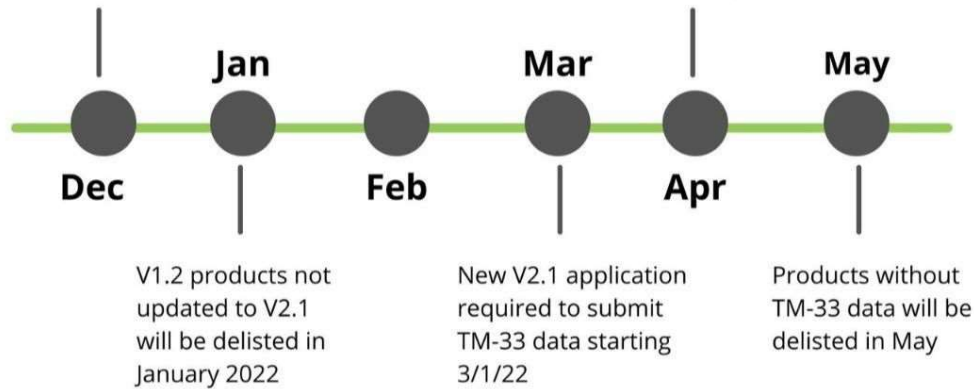 Jan
Mar
May
Dec
Feb
Apr
V1.2 products not
updated to V2.1
will be delisted in
January 2022
New V2.1 application
required to submit
TM-33 data starting
3/1/22
Products without
TM-33 data will be
delisted in May